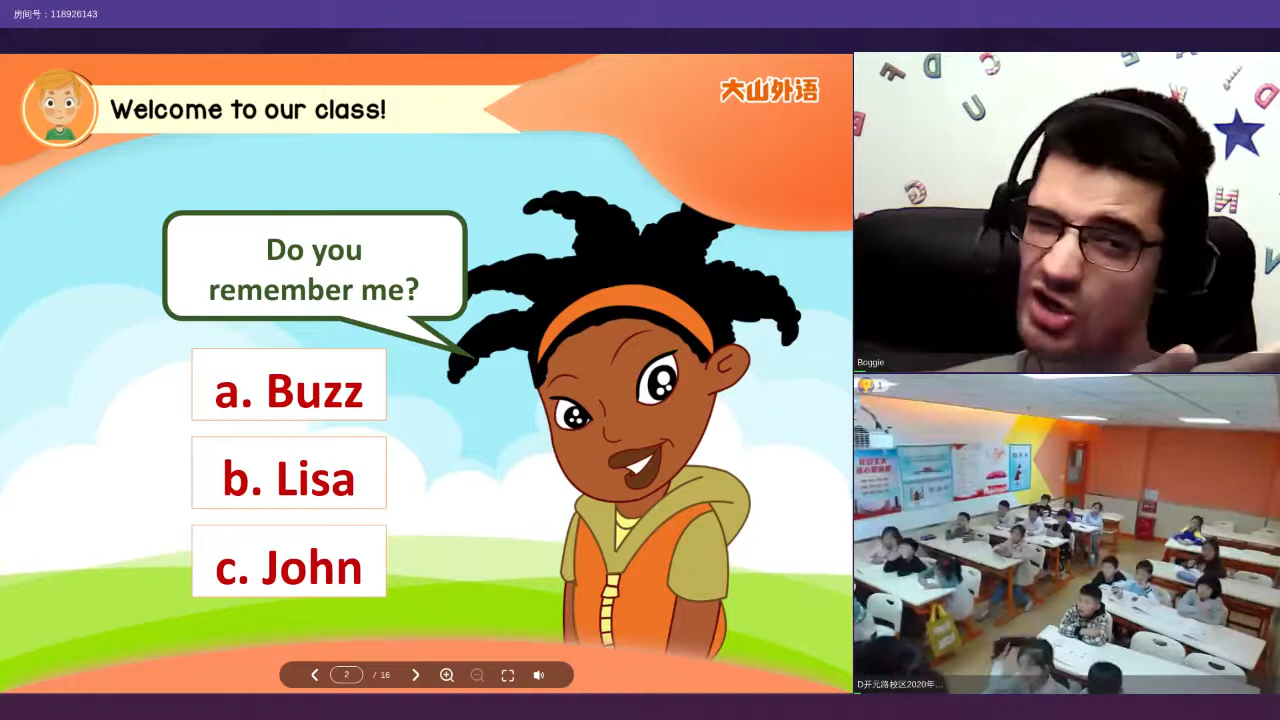 房间号：118926143
Welcome to our class!
大山外语
Do you
remember me?
a. Buzz
b. Lisa
c. John
2 / 16
Boggie
1
D开元路校区2020年...